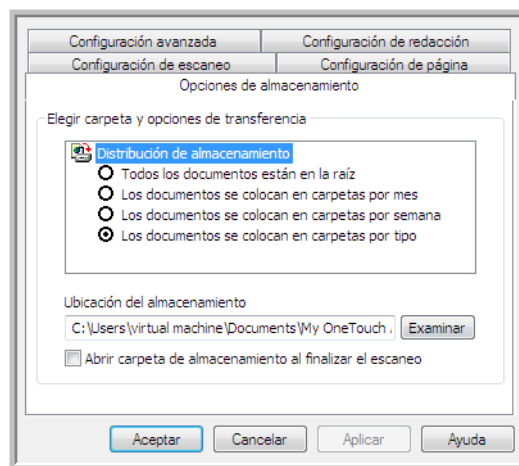 Configuración avanzada
Configuración de redacción
Configuración de escaneo
Configuración de página
Opciones de almacenamiento
Elegir carpeta y opciones de transferencia
Distribución de almacenamiento
Todos los documentos están en la raíz
Los documentos se colocan en carpetas por mes
Los documentos se colocan en carpetas por semana
Los documentos se colocan en carpetas por tipo
Ubicación del almacenamiento
C:\Users\virtual machine\Documents\My OneTouch
Examinar
Abrir carpeta de almacenamiento al finalizar el escaneo
Aceptar
Cancelar
Aplicar
Ayuda